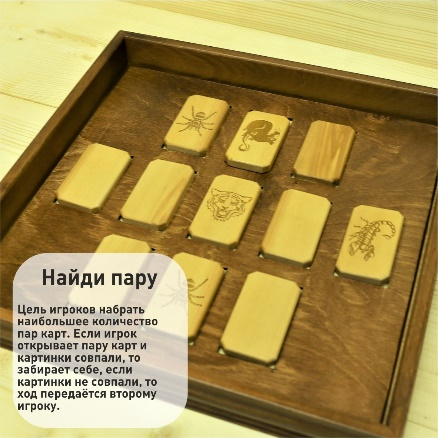 Найди пару
Цель игроков набрать
наибольшее количество
пар карт. Если игрок
открывает пару карт и
картинки совпали, то
забирает себе, если
картинки не совпали, то
ход передаётся второму
игроку.